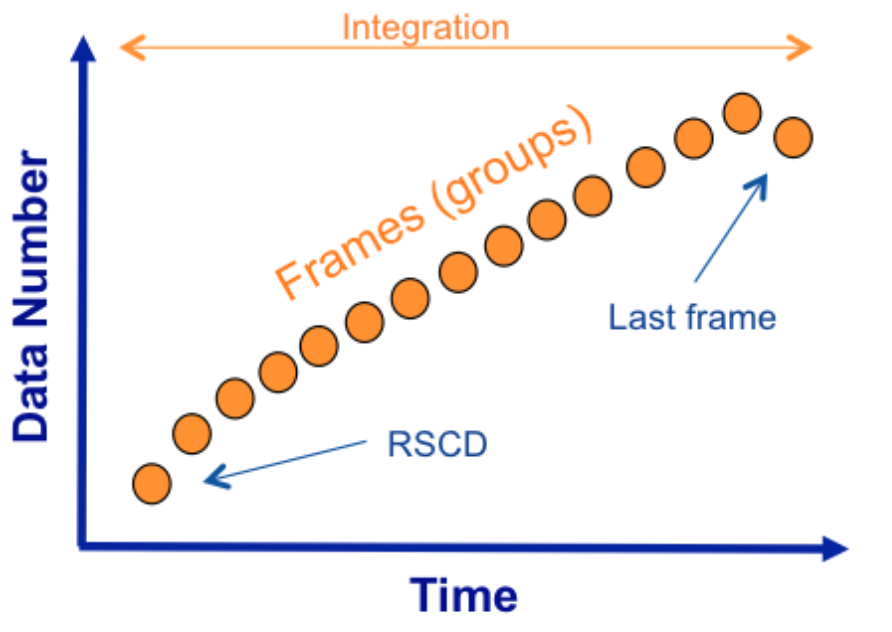 Integration
Frames (groups)
Data Number
Last frame
RSCD
Time